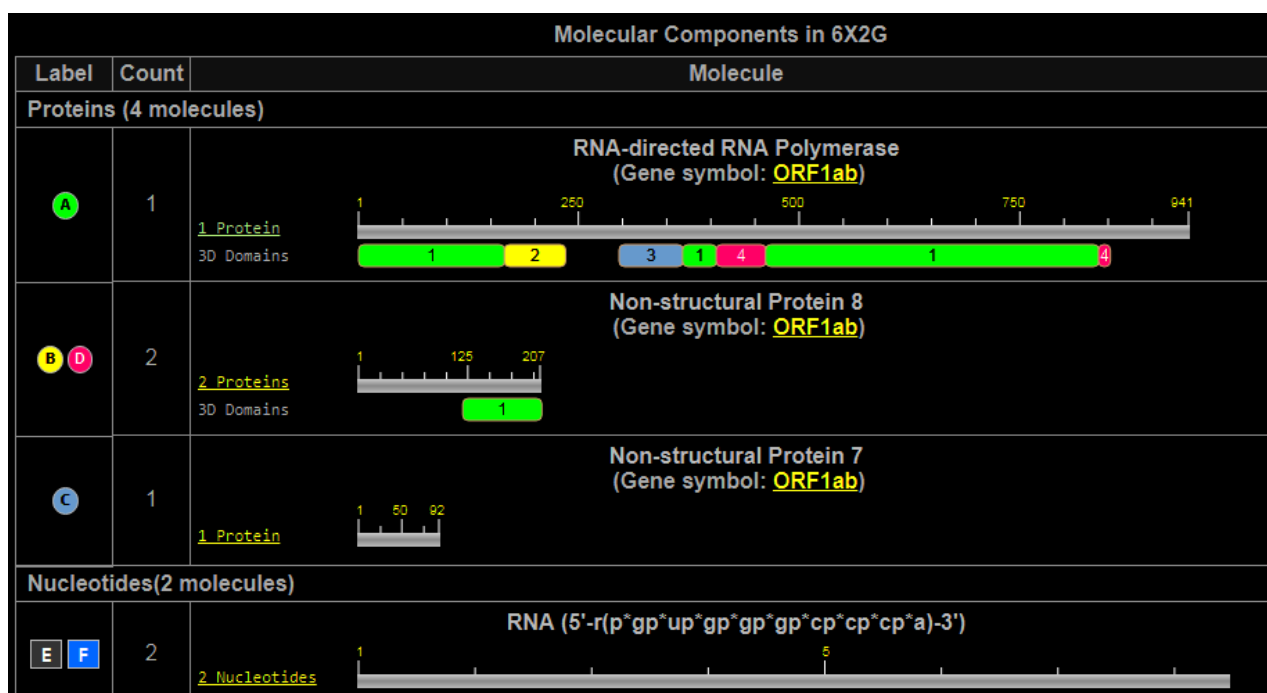 Molecular Components in 6X2G
Label Count Molecule
Proteins (4 molecules)
RNA-directed RNA Polymerase
(Gene symbol: ORF1ab)
A 1
1 250 500 750 941
1 Protein
3D Domains 1 2 3 1 4 1 4
Non-structural Protein 8
(Gene symbol: ORF1ab)
B D 2
1 125 207
2 Proteins
3D Domains 1
Non-structural Protein 7
(Gene symbol: ORF1ab)
C 1
1 50 92
1 Protein
Nucleotides(2 molecules)
RNA (5'-r(p*gp*up*gp*gp*gp*cp*cp*cp*a)-3')
E F 2
1 5
2 Nucleotides